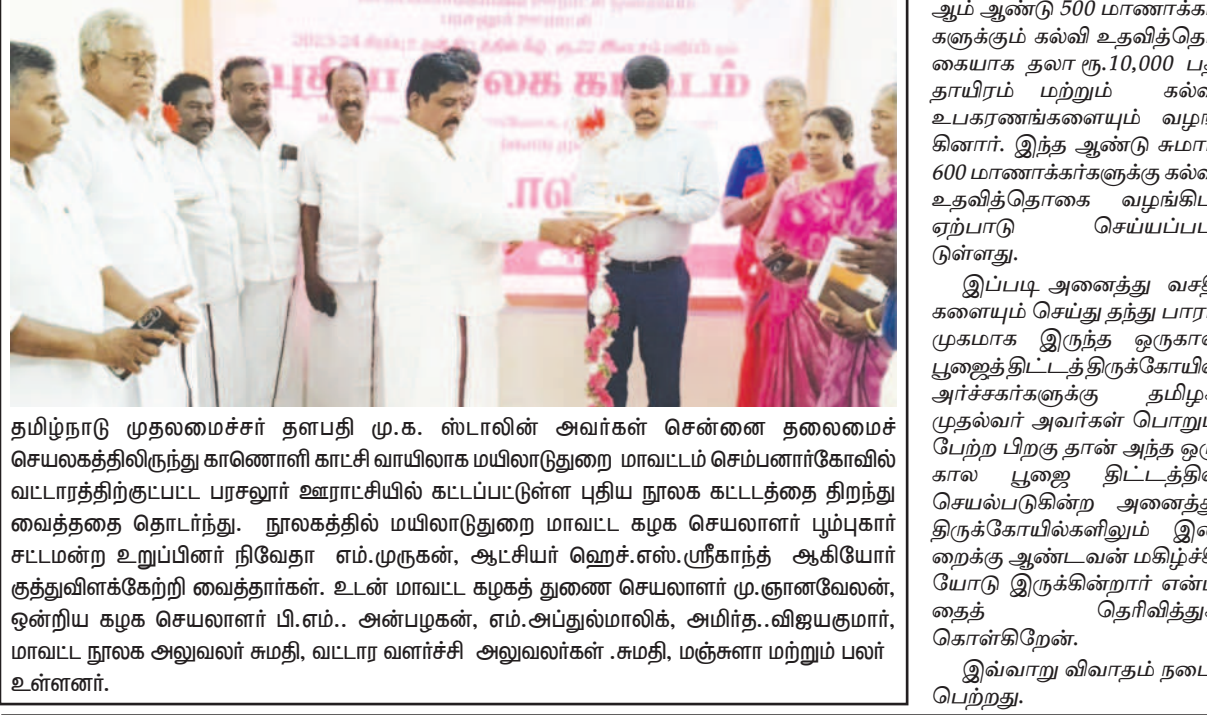 பரசலூர் ஊராட்சி
புதிய நூலக கட்டடம்
தமிழ்நாடு முதலமைச்சர் தளபதி மு.க. ஸ்டாலின் அவர்கள் சென்னை தலைமைச்
செயலகத்திலிருந்து காணொளி காட்சி வாயிலாக மயிலாடுதுறை மாவட்டம் செம்பனார்கோவில்
வட்டாரத்திற்குட்பட்ட பரசலூர் ஊராட்சியில் கட்டப்பட்டுள்ள புதிய நூலக கட்டடத்தை திறந்து
வைத்ததை தொடர்ந்து. நூலகத்தில் மயிலாடுதுறை மாவட்ட கழக செயலாளர் பூம்புகார்
சட்டமன்ற உறுப்பினர் நிவேதா எம்.முருகன், ஆட்சியர் ஹெச்.எஸ்.ஸ்ரீகாந்த் ஆகியோர்
குத்துவிளக்கேற்றி வைத்தார்கள். உடன் மாவட்ட கழகத் துணை செயலாளர் மு.ஞானவேலன்,
ஒன்றிய கழக செயலாளர் பி.எம்.. அன்பழகன், எம்.அப்துல்மாலிக், அமிர்த..விஜயகுமார்,
மாவட்ட நூலக அலுவலர் சுமதி, வட்டார வளர்ச்சி அலுவலர்கள் .சுமதி, மஞ்சுளா மற்றும் பலர்
உள்ளனர்.
ஆம் ஆண்டு 500 மாணாக்கர்
களுக்கும் கல்வி உதவித்தொ
கையாக தலா ரூ.10,000 பத்
தாயிரம் மற்றும் கல்வி
உபகரணங்களையும் வழங்
கினார். இந்த ஆண்டு சுமார்
600 மாணாக்கர்களுக்கு கல்வி
உதவித்தொகை வழங்கிட
ஏற்பாடு செய்யப்பட்
டுள்ளது.
இப்படி அனைத்து வசதி
களையும் செய்து தந்து பாரா
முகமாக இருந்த ஒருகால
பூஜைத்திட்டத்திருக்கோயில்
அர்ச்சகர்களுக்கு தமிழக
முதல்வர் அவர்கள் பொறுப்
பேற்ற பிறகு தான் அந்த ஒரு
கால பூஜை திட்டத்தில்
செயல்படுகின்ற அனைத்து
திருக்கோயில்களிலும் இன்
றைக்கு ஆண்டவன் மகிழ்ச்சி
யோடு இருக்கின்றார் என்ப
தைத் தெரிவித்துக்
கொள்கிறேன்.
இவ்வாறு விவாதம் நடை
பெற்றது.